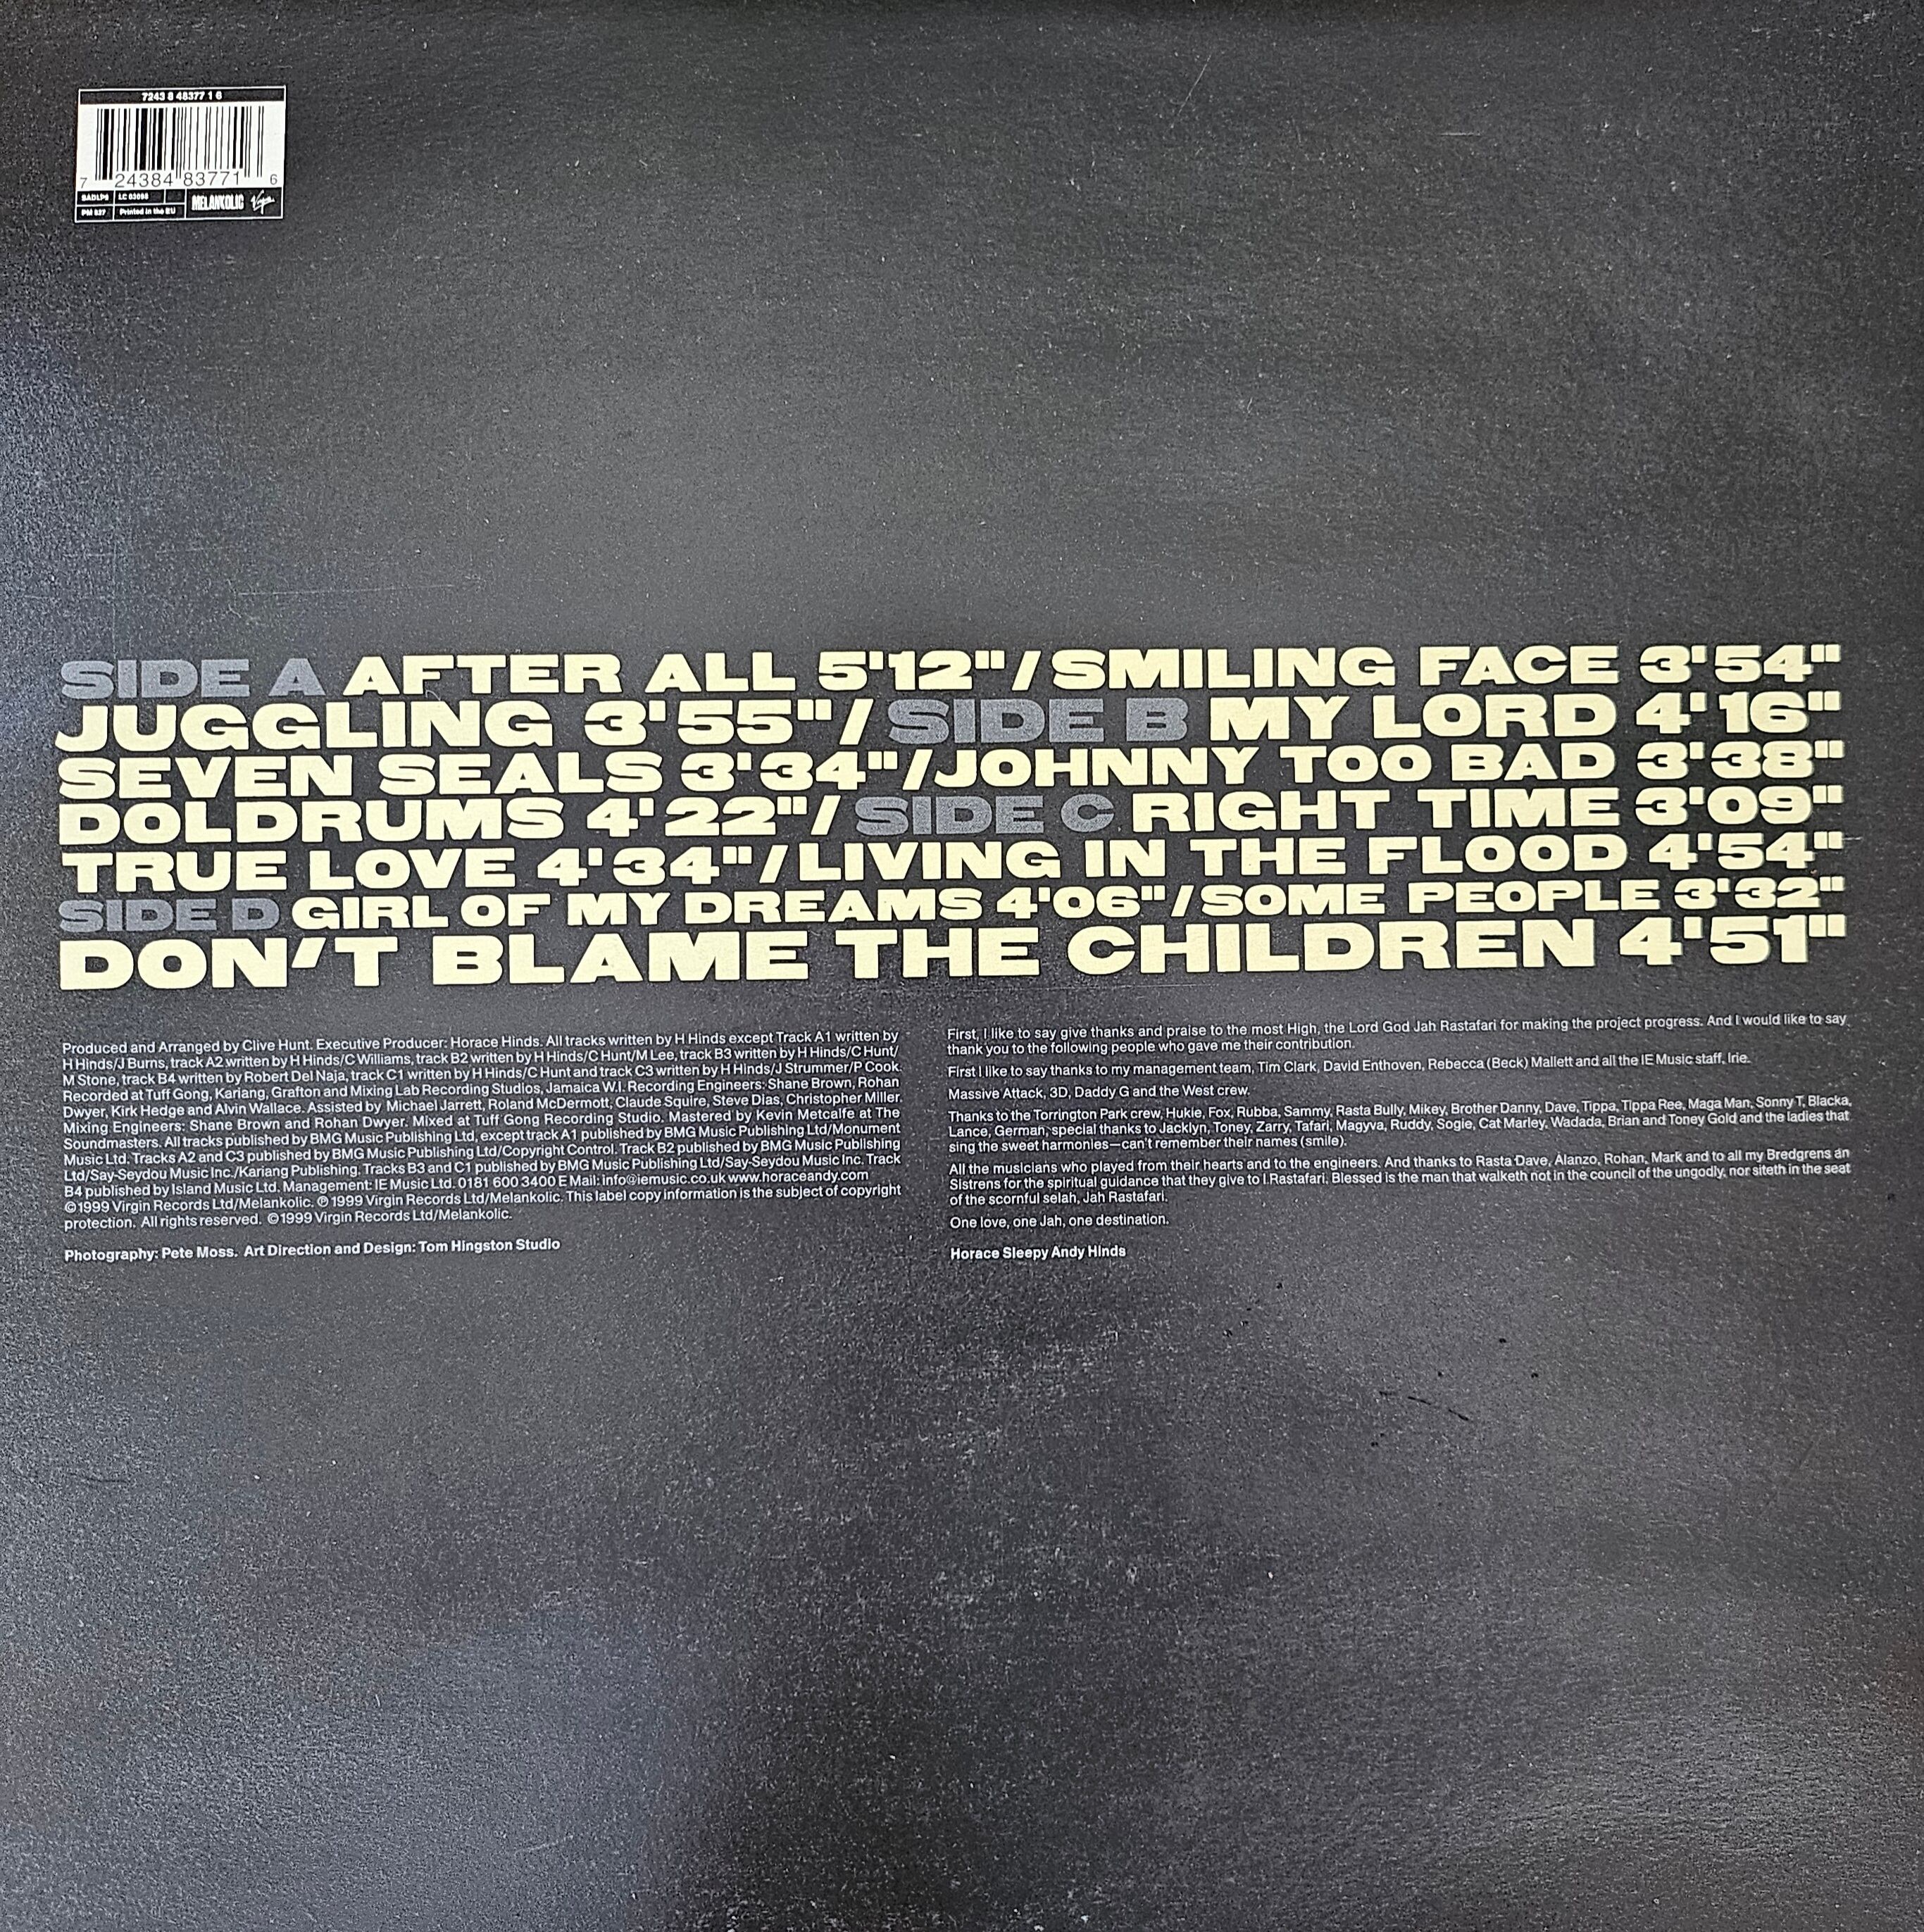 7243 8 48377 1 6
7 24384 83771 6
SADLP9 LC 03098 MELANKOLIC Virgin
PM 527 Printed in the EU
SIDE A AFTER ALL 5'12"/SMILING FACE 3'54"
JUGGLING 3'55"/SIDE B MY LORD 4'16"
SEVEN SEALS 3'34"/JOHNNY TOO BAD 3'38"
DOLDRUMS 4'22"/SIDE C RIGHT TIME 3'09"
TRUE LOVE 4'34"/LIVING IN THE FLOOD 4'54"
SIDE D GIRL OF MY DREAMS 4'06"/SOME PEOPLE 3'32"
DON'T BLAME THE CHILDREN 4'51"
Produced and Arranged by Clive Hunt. Executive Producer: Horace Hinds. All tracks written by H Hinds except Track A1 written by
H Hinds/J Burns, track A2 written by H Hinds/C Williams, track B2 written by H Hinds/C Hunt/M Lee, track B3 written by H Hinds/C Hunt/
M Stone, track B4 written by Robert Del Naja, track C1 written by H Hinds/C Hunt and track C3 written by H Hinds/J Strummer/P Cook.
Recorded at Tuff Gong, Kariang, Grafton and Mixing Lab Recording Studios, Jamaica W.I. Recording Engineers: Shane Brown, Rohan
Dwyer, Kirk Hedge and Alvin Wallace. Assisted by Michael Jarrett, Roland McDermott, Claude Squire, Steve Dias, Christopher Miller.
Mixing Engineers: Shane Brown and Rohan Dwyer. Mixed at Tuff Gong Recording Studio. Mastered by Kevin Metcalfe at The
Soundmasters. All tracks published by BMG Music Publishing Ltd, except track A1 published by BMG Music Publishing Ltd/Monument
Music Ltd. Tracks A2 and C3 published by BMG Music Publishing Ltd/Copyright Control. Track B2 published by BMG Music Publishing
Ltd/Say-Seydou Music Inc./Kariang Publishing. Tracks B3 and C1 published by BMG Music Publishing Ltd/Say-Seydou Music Inc. Track
B4 published by Island Music Ltd. Management: IE Music Ltd. 0181 600 3400 E Mail: info@iemusic.co.uk www.horaceandy.com
©1999 Virgin Records Ltd/Melankolic. ℗ 1999 Virgin Records Ltd/Melankolic. This label copy information is the subject of copyright
protection. All rights reserved. ©1999 Virgin Records Ltd/Melankolic.
Photography: Pete Moss. Art Direction and Design: Tom Hingston Studio
First, I like to say give thanks and praise to the most High, the Lord God Jah Rastafari for making the project progress. And I would like to say
thank you to the following people who gave me their contribution.
First I like to say thanks to my management team, Tim Clark, David Enthoven, Rebecca (Beck) Mallett and all the IE Music staff, Irie.
Massive Attack, 3D, Daddy G and the West crew.
Thanks to the Torrington Park crew, Hukie, Fox, Rubba, Sammy, Rasta Bully, Mikey, Brother Danny, Dave, Tippa, Tippa Ree, Maga Man, Sonny T, Blacka,
Lance, German, special thanks to Jacklyn, Toney, Zarry, Tafari, Magyva, Ruddy, Sogie, Cat Marley, Wadada, Brian and Toney Gold and the ladies that
sing the sweet harmonies—can't remember their names (smile).
All the musicians who played from their hearts and to the engineers. And thanks to Rasta Dave, Alanzo, Rohan, Mark and to all my Bredgrens an
Sistrens for the spiritual guidance that they give to I Rastafari. Blessed is the man that walketh not in the council of the ungodly, nor siteth in the seat
of the scornful selah, Jah Rastafari.
One love, one Jah, one destination.
Horace Sleepy Andy Hinds